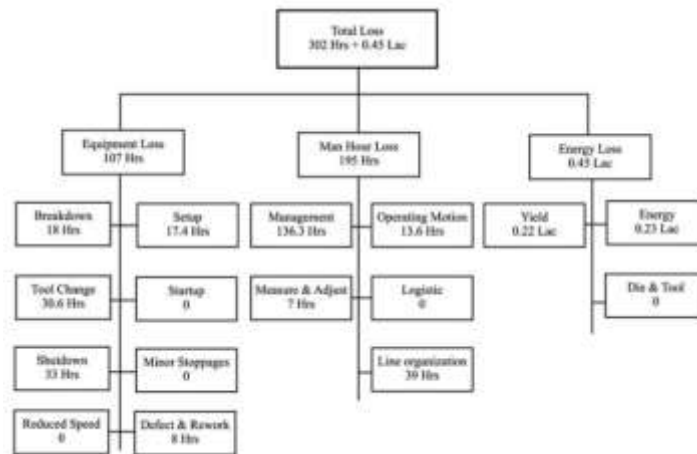 Total Loss
302 Hrs + 0.45 Lac
Equipment Loss
107 Hrs
Man Hour Loss
195 Hrs
Energy Loss
0.45 Lac
Breakdown
18 Hrs
Setup
17.4 Hrs
Management
136.3 Hrs
Operating Motion
13.6 Hrs
Yield
0.22 Lac
Energy
0.23 Lac
Tool Change
30.6 Hrs
Startup
0
Measure & Adjust
7 Hrs
Logistic
0
Die & Tool
0
Shutdown
33 Hrs
Minor Stoppages
0
Line organization
39 Hrs
Reduced Speed
0
Defect & Rework
8 Hrs